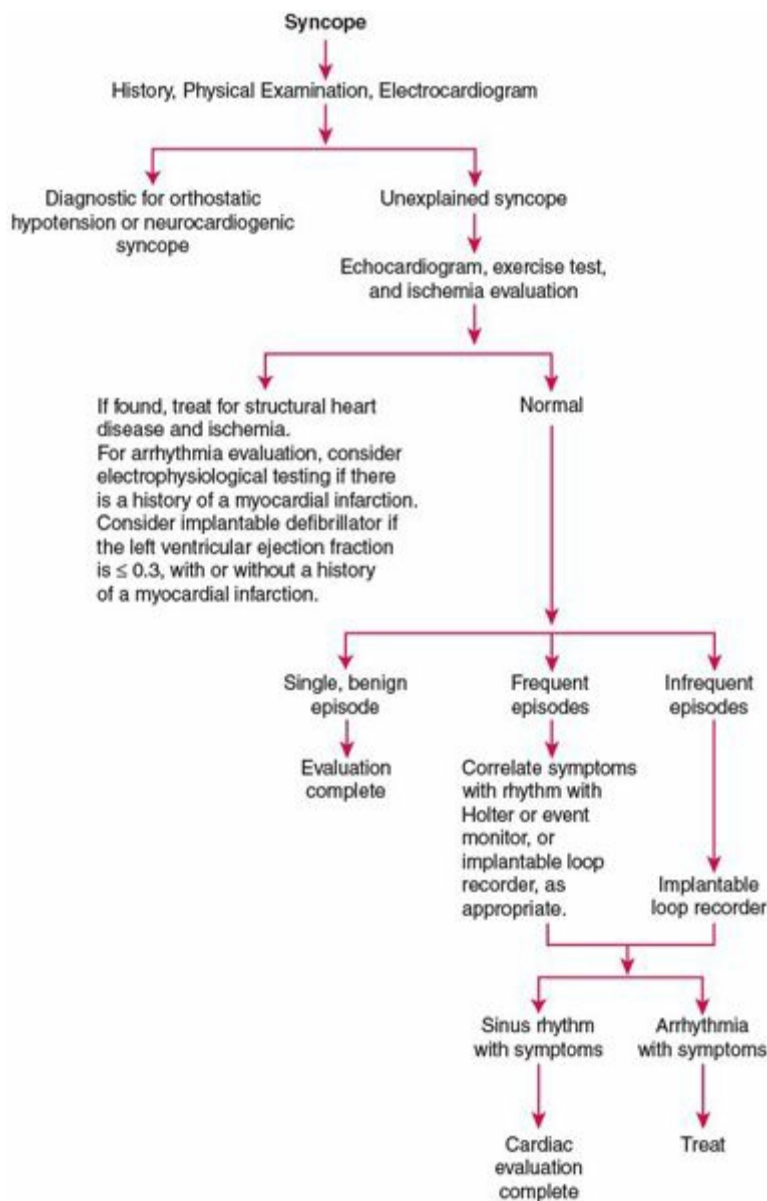 Syncope
History, Physical Examination, Electrocardiogram
Diagnostic for orthostatic
hypotension or neurocardiogenic
syncope
Unexplained syncope
Echocardiogram, exercise test,
and ischemia evaluation
If found, treat for structural heart
disease and ischemia.
For arrhythmia evaluation, consider
electrophysiological testing if there
is a history of a myocardial infarction.
Consider implantable defibrillator if
the left ventricular ejection fraction
is ≤ 0.3, with or without a history
of a myocardial infarction.
Normal
Single, benign
episode
Frequent
episodes
Infrequent
episodes
Evaluation
complete
Correlate symptoms
with rhythm with
Holter or event
monitor, or
implantable loop
recorder, as
appropriate.
Implantable
loop recorder
Sinus rhythm
with symptoms
Arrhythmia
with symptoms
Cardiac
evaluation
complete
Treat